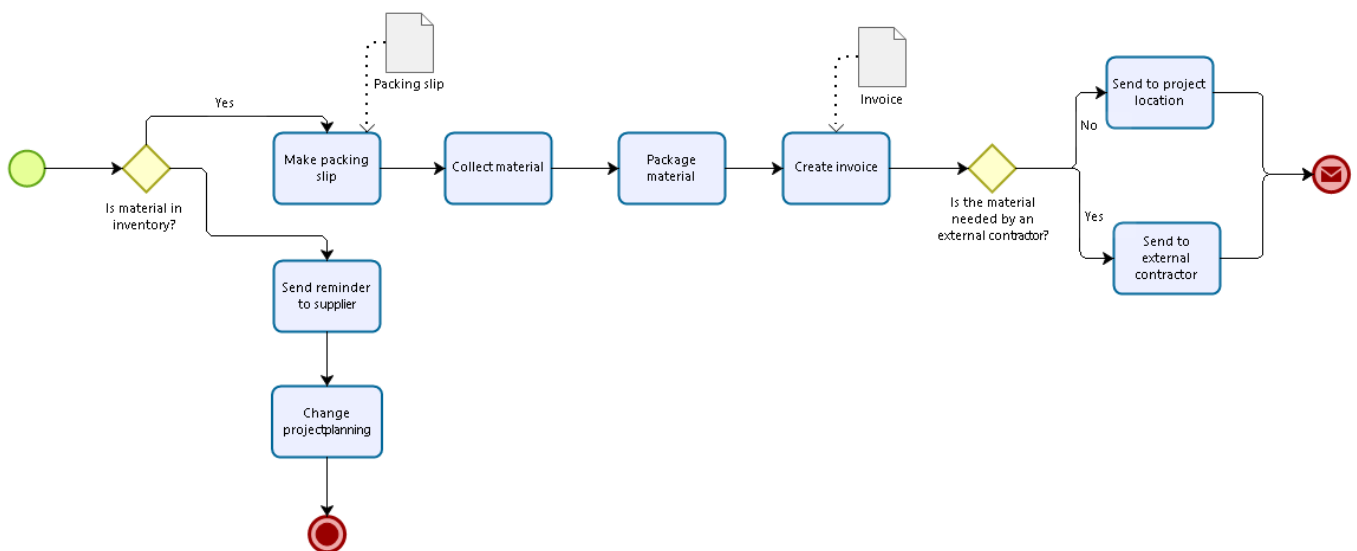 Packing slip
Invoice
Send to project
location
Yes
No
Make packing
slip
Collect material
Package
material
Create invoice
Is material in
inventory?
Is the material
needed by an
external contractor?
Yes
Send to
external
contractor
Send reminder
to supplier
Change
projectplanning